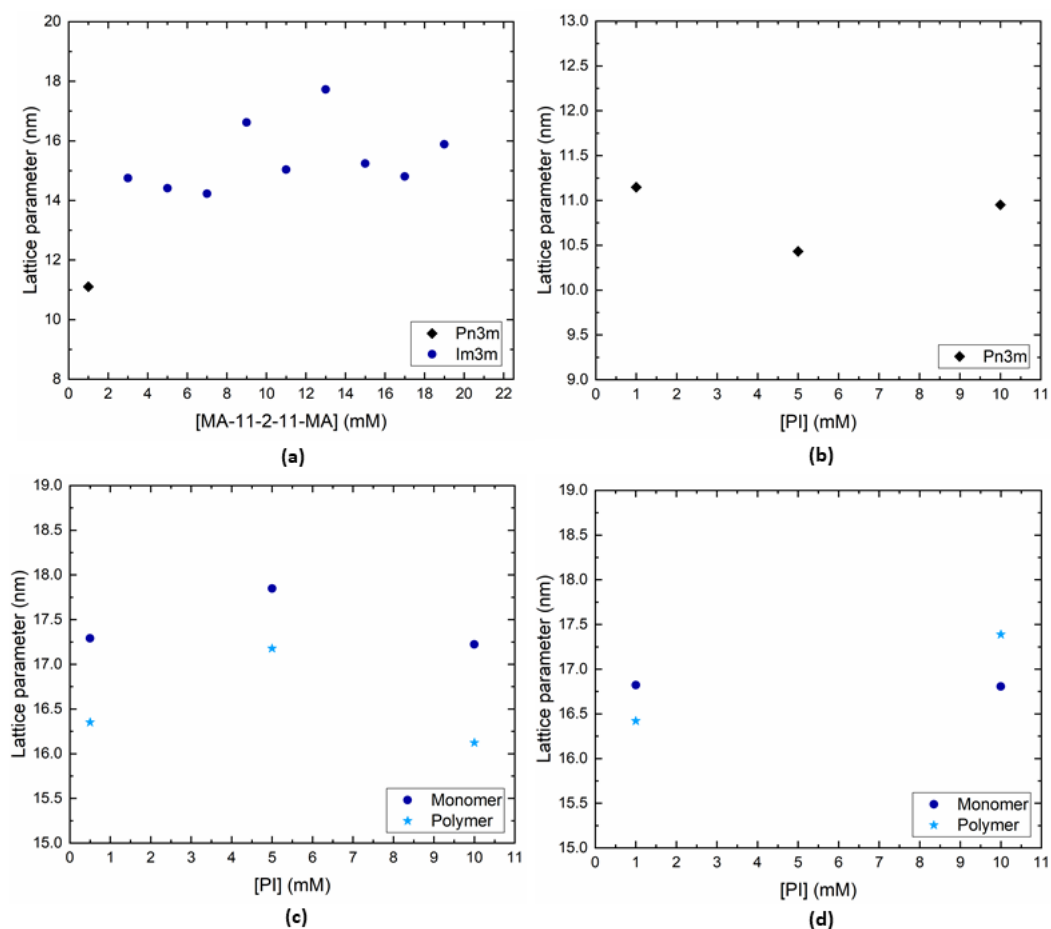 18
16
14
12
10
8
Lattice parameter (nm)
0 2 4 6 8 10 12 14 16 18 20 22
[MA-11-2-11-MA] (mM)
Pn3m
Im3m
(a)
13.0
12.5
12.0
11.5
11.0
10.5
10.0
9.5
9.0
Lattice parameter (nm)
0 1 2 3 4 5 6 7 8 9 10 11
[PI] (mM)
Pn3m
(b)
19.0
18.5
18.0
17.5
17.0
16.5
16.0
15.5
15.0
Lattice parameter (nm)
0 1 2 3 4 5 6 7 8 9 10 11
[PI] (mM)
Monomer
Polymer
(c)
19.0
18.5
18.0
17.5
17.0
16.5
16.0
15.5
15.0
Lattice parameter (nm)
0 1 2 3 4 5 6 7 8 9 10 11
[PI] (mM)
Monomer
Polymer
(d)